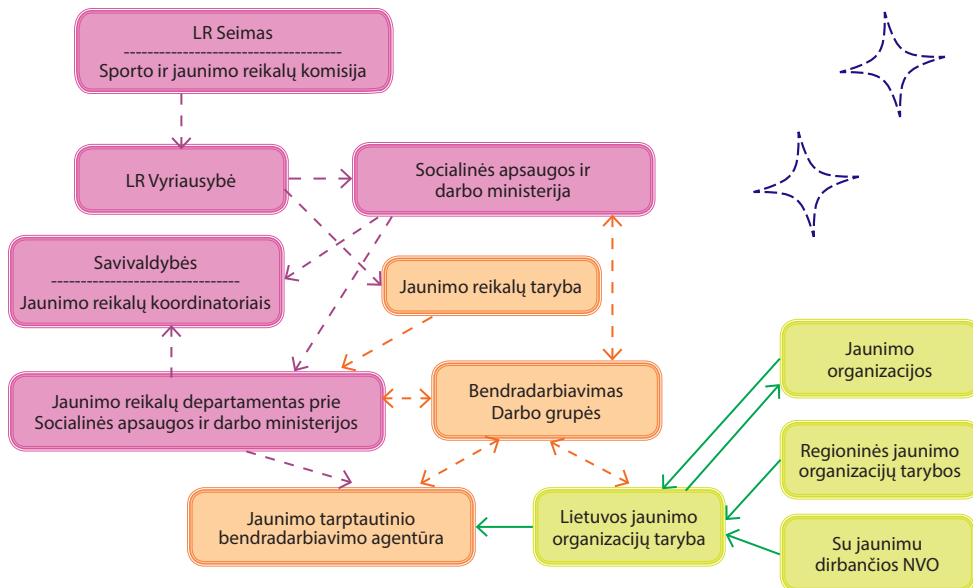 LR Seimas
------------------------------------
Sporto ir jaunimo reikalų komisija
LR Vyriausybė
Socialinės apsaugos ir
darbo ministerija
Savivaldybės
--------------------------------
Jaunimo reikalų koordinatoriais
Jaunimo reikalų taryba
Jaunimo reikalų departamentas prie
Socialinės apsaugos ir darbo ministerijos
Bendradarbiavimas
Darbo grupės
Jaunimo
organizacijos
Regioninės jaunimo
organizacijų tarybos
Jaunimo tarptautinio
bendradarbiavimo agentūra
Lietuvos jaunimo
organizacijų taryba
Su jaunimu
dirbančios NVO